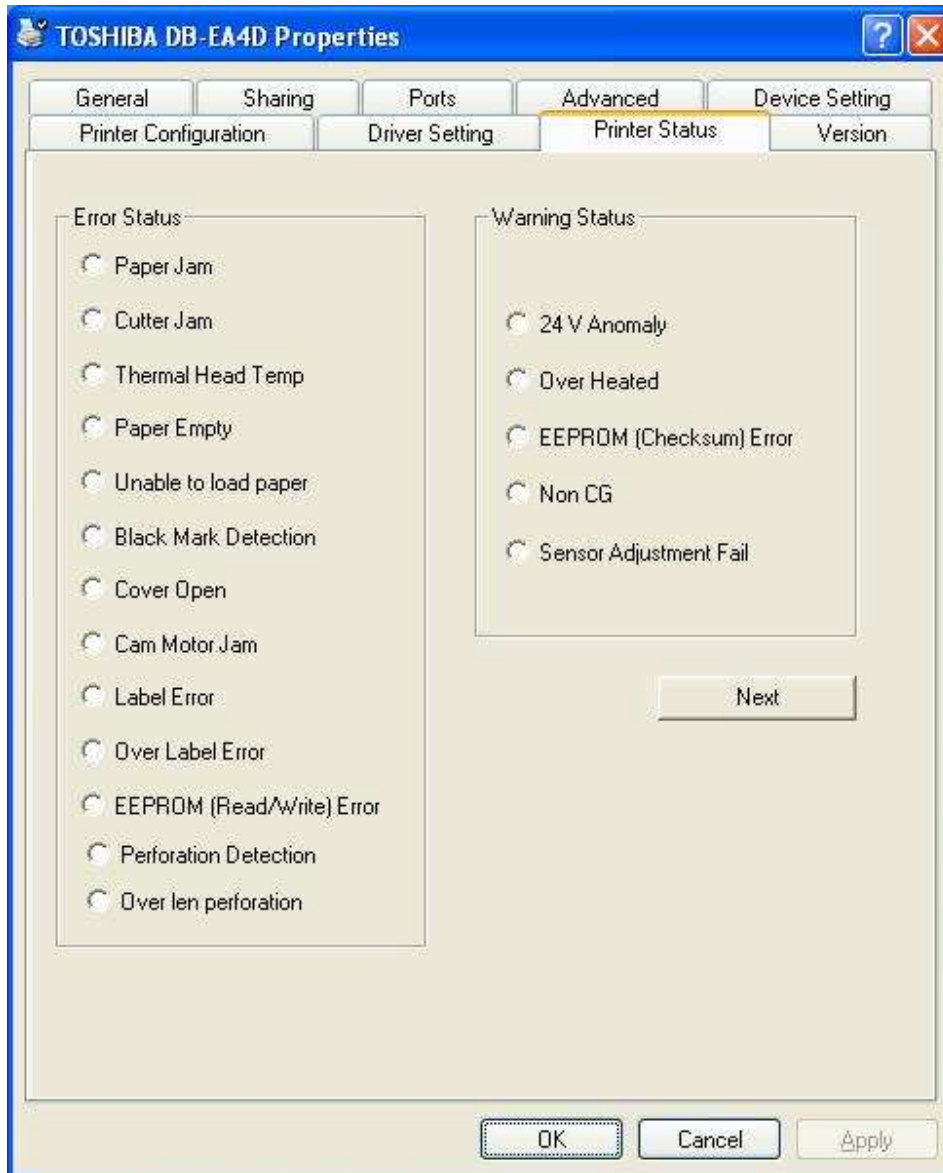 TOSHIBA DB-EA4D Properties
General
Sharing
Ports
Advanced
Device Setting
Printer Configuration
Driver Setting
Printer Status
Version
Error Status
Paper Jam
Cutter Jam
Thermal Head Temp
Paper Empty
Unable to load paper
Black Mark Detection
Cover Open
Cam Motor Jam
Label Error
Over Label Error
EEPROM (Read/Write) Error
Perforation Detection
Over len perforation
Warning Status
24 V Anomaly
Over Heated
EEPROM (Checksum) Error
Non CG
Sensor Adjustment Fail
Next
OK
Cancel
Apply